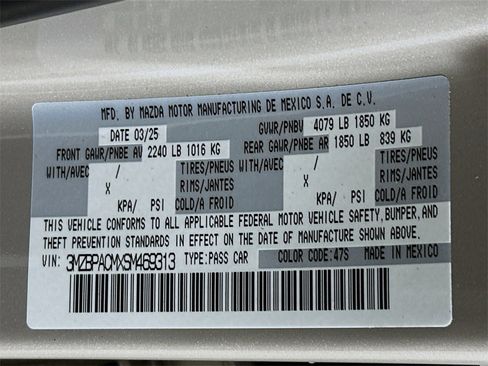 MFD. BY MAZDA MOTOR MANUFACTURING DE MEXICO S.A. DE C.V.
DATE 03/25 GVWR/PNBV 4079 LB 1850 KG
FRONT GAWR/PNBE AV 2240 LB 1016 KG REAR GAWR/PNBE AR 1850 LB 839 KG
WITH/AVEC / TIRES/PNEUS WITH/AVEC / TIRES/PNEUS
X RIMS/JANTES X RIMS/JANTES
KPA/ PSI COLD/A FROID KPA/ PSI COLD/A FROID
THIS VEHICLE CONFORMS TO ALL APPLICABLE FEDERAL MOTOR VEHICLE SAFETY, BUMPER, AND
THEFT PREVENTION STANDARDS IN EFFECT ON THE DATE OF MANUFACTURE SHOWN ABOVE.
VIN: 3MZBPACMXSM469313 TYPE:PASS CAR COLOR CODE:47S MADE IN MEXICO